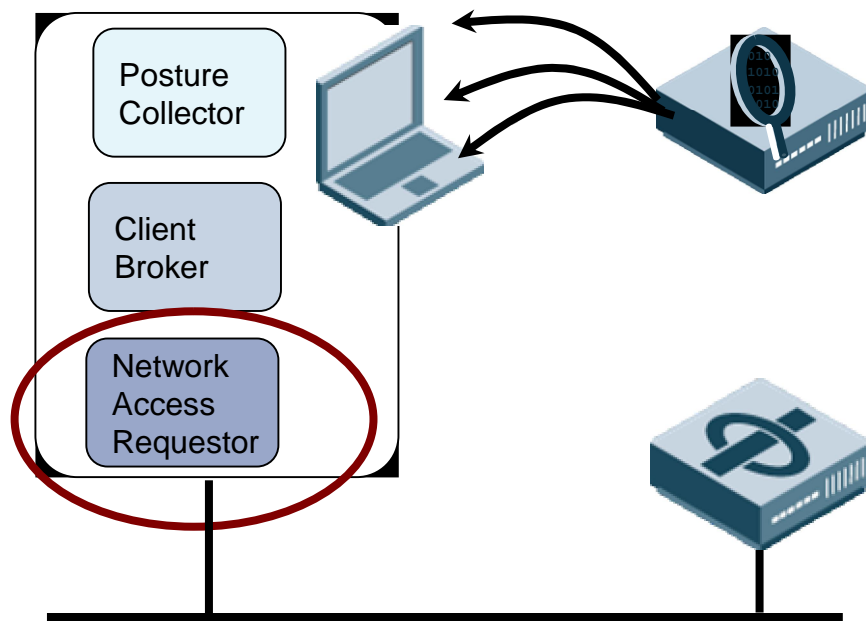 Posture
Collector
Client
Broker
Network
Access
Requestor